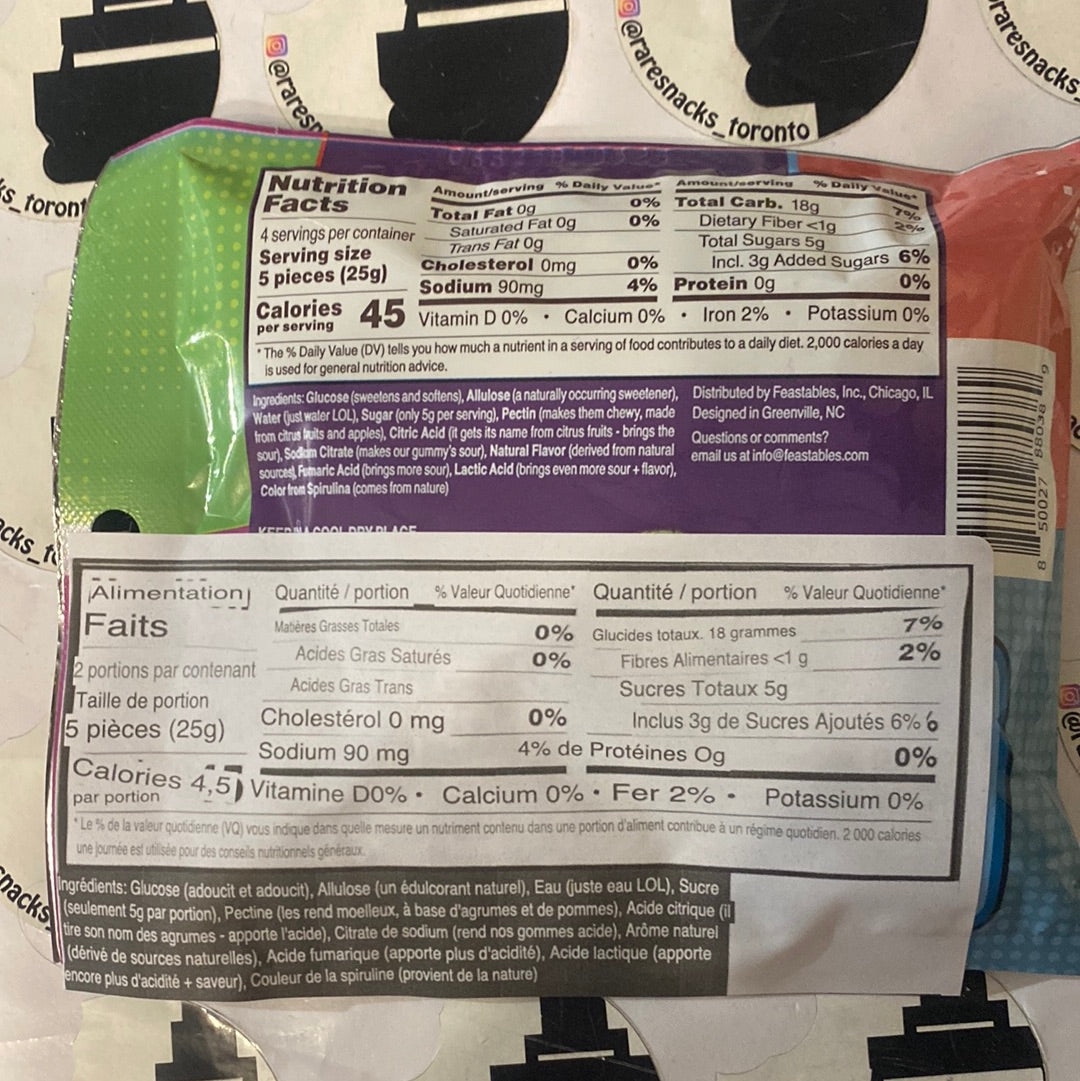 @raresnacks_toronto
Nutrition Facts
4 servings per container
Serving size
5 pieces (25g)
Calories 45
per serving
Amount/serving % Daily Value*
Total Fat 0g 0%
Saturated Fat 0g 0%
Trans Fat 0g
Cholesterol 0mg 0%
Sodium 90mg 4%
Amount/serving % Daily Value*
Total Carb. 18g 7%
Dietary Fiber <1g 2%
Total Sugars 5g
Incl. 3g Added Sugars 6%
Protein 0g 0%
Vitamin D 0% • Calcium 0% • Iron 2% • Potassium 0%
* The % Daily Value (DV) tells you how much a nutrient in a serving of food contributes to a daily diet. 2,000 calories a day
is used for general nutrition advice.
Ingredients: Glucose (sweetens and softens), Allulose (a naturally occurring sweetener),
Water (just water LOL), Sugar (only 5g per serving), Pectin (makes them chewy, made
from citrus fruits and apples), Citric Acid (it gets its name from citrus fruits - brings the
sour), Sodium Citrate (makes our gummy's sour), Natural Flavor (derived from natural
sources), Fumaric Acid (brings more sour), Lactic Acid (brings even more sour + flavor),
Color from Spirulina (comes from nature)
Distributed by Feastables, Inc., Chicago, IL
Designed in Greenville, NC
Questions or comments?
email us at info@feastables.com
8 50027 88038 9
Alimentation
Faits
2 portions par contenant
Taille de portion
5 pièces (25g)
Calories 4,5
par portion
Quantité / portion % Valeur Quotidienne*
Matières Grasses Totales 0%
Acides Gras Saturés 0%
Acides Gras Trans
Cholestérol 0 mg 0%
Sodium 90 mg 4% de Protéines Og 0%
Quantité / portion % Valeur Quotidienne*
Glucides totaux. 18 grammes 7%
Fibres Alimentaires <1 g 2%
Sucres Totaux 5g
Inclus 3g de Sucres Ajoutés 6% 6
Vitamine D0% • Calcium 0% • Fer 2% • Potassium 0%
* Le % de la valeur quotidienne (VQ) vous indique dans quelle mesure un nutriment contenu dans une portion d'aliment contribue à un régime quotidien. 2 000 calories
une journée est utilisée pour des conseils nutritionnels généraux.
Ingrédients: Glucose (adoucit et adoucit), Allulose (un édulcorant naturel), Eau (juste eau LOL), Sucre
(seulement 5g par portion), Pectine (les rend moelleux, à base d'agrumes et de pommes), Acide citrique (il
tire son nom des agrumes - apporte l'acide), Citrate de sodium (rend nos gommes acide), Arôme naturel
(dérivé de sources naturelles), Acide fumarique (apporte plus d'acidité), Acide lactique (apporte
encore plus d'acidité + saveur), Couleur de la spiruline (provient de la nature)